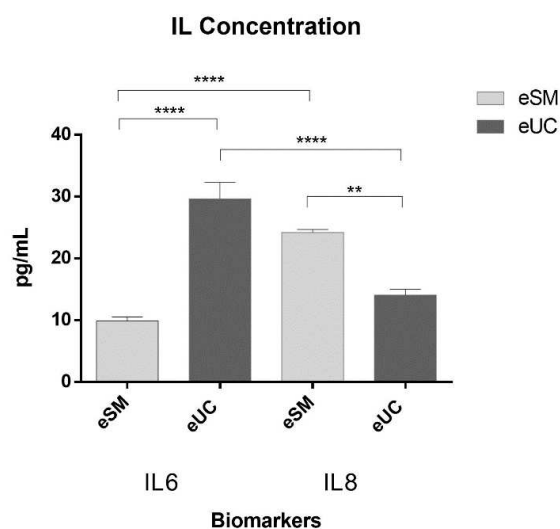 IL Concentration
****
eSM
eUC
****
****
**
40
30
20
10
0
pg/mL
eSM
eUC
eSM
eUC
IL6
IL8
Biomarkers